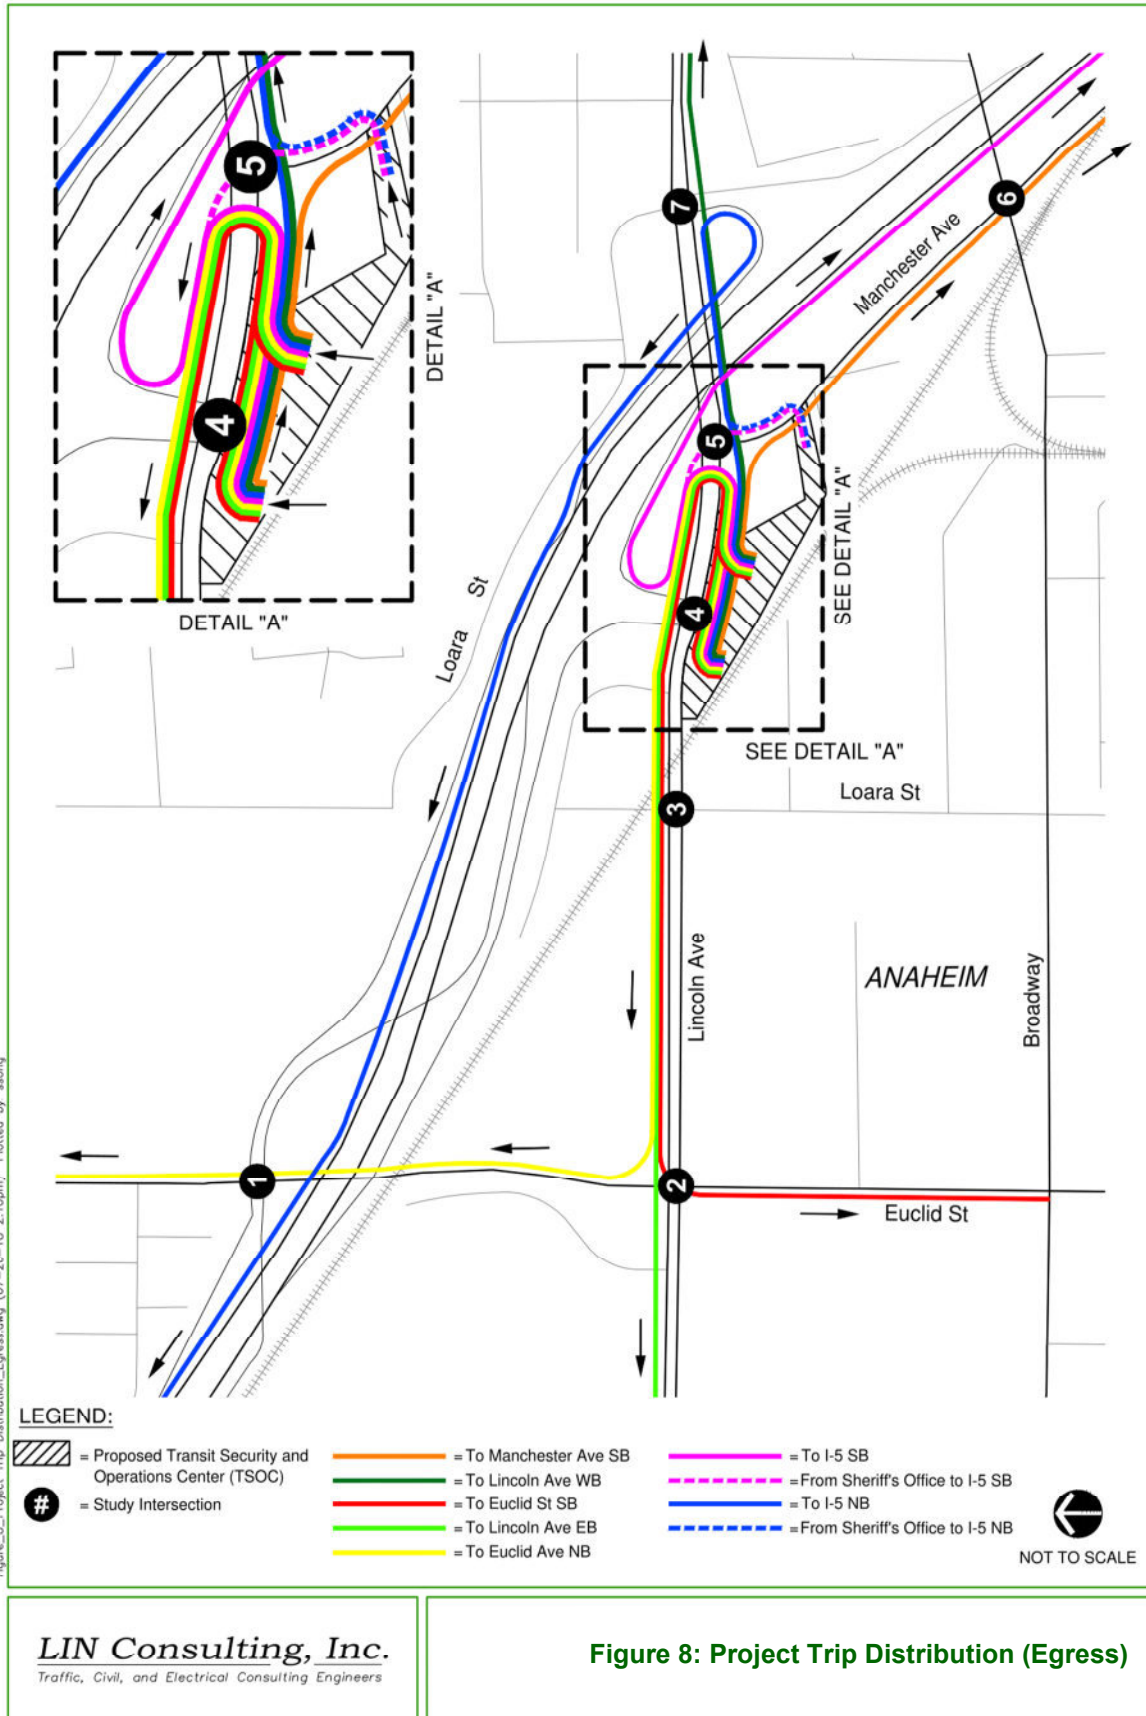 5
4
DETAIL "A"
DETAIL "A"
7
6
Manchester Ave
5
4
SEE DETAIL "A"
SEE DETAIL "A"
Loara St
Loara St
3
Lincoln Ave
ANAHEIM
Broadway
1
2
Euclid St
LEGEND:
= Proposed Transit Security and
Operations Center (TSOC)
# = Study Intersection
= To Manchester Ave SB
= To Lincoln Ave WB
= To Euclid St SB
= To Lincoln Ave EB
= To Euclid Ave NB
= To I-5 SB
= From Sheriff's Office to I-5 SB
= To I-5 NB
= From Sheriff's Office to I-5 NB
NOT TO SCALE
LIN Consulting, Inc.
Traffic, Civil, and Electrical Consulting Engineers
Figure 8: Project Trip Distribution (Egress)